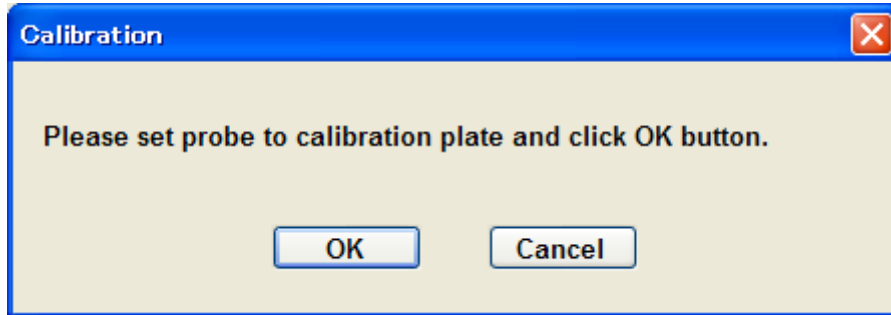 Calibration
Please set probe to calibration plate and click OK button.
OK
Cancel